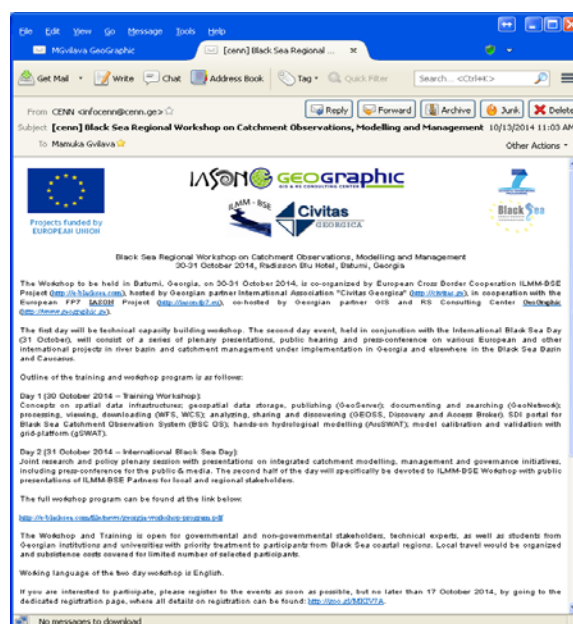 File Edit View Go Message Tools Help
MGvilava GeoGraphic
[cenn] Black Sea Regional ...
Get Mail Write Chat Address Book Tag Quick Filter Search... <Ctrl+K>
From CENN <infocenn@cenn.ge> Reply Forward Archive Junk Delete
Subject [cenn] Black Sea Regional Workshop on Catchment Observations, Modelling and Management 10/13/2014 11:03 AM
To Mamuka Gvilava Other Actions
IASON GEOGRAPHIC
GIS & RS CONSULTING CENTER
ILMM - BSE
Civitas
GEORGICA
Projects funded by
EUROPEAN UNION
Black Sea
Black Sea Regional Workshop on Catchment Observations, Modelling and Management
30-31 October 2014, Radisson Blu Hotel, Batumi, Georgia
The Workshop to be held in Batumi, Georgia, on 30-31 October 2014, is co-organized by European Cross Border Cooperation ILMM-BSE
Project (http://e-blacksea.com), hosted by Georgian partner International Association "Civitas Georgica" (http://civitas.ge), in cooperation with the
European FP7 IASON Project (http://iason-fp7.eu), co-hosted by Georgian partner GIS and RS Consulting Center GeoGraphic
(http://www.geographic.ge).
The first day will be technical capacity building workshop. The second day event, held in conjunction with the International Black Sea Day
(31 October), will consist of a series of plenary presentations, public hearing and press-conference on various European and other
international projects in river basin and catchment management under implementation in Georgia and elsewhere in the Black Sea Basin
and Caucasus.
Outline of the training and workshop program is as follows:
Day 1 (30 October 2014 – Training Workshop):
Concepts on spatial data infrastructures; geospatial data storage, publishing (GeoServer); documenting and searching (GeoNetwork);
processing, viewing, downloading (WFS, WCS); analyzing, sharing and discovering (GEOSS, Discovery and Access Broker). SDI portal for
Black Sea Catchment Observation System (BSC OS); hands-on hydrological modelling (ArcSWAT); model calibration and validation with
grid-platform (gSWAT).
Day 2 (31 October 2014 – International Black Sea Day):
Joint research and policy plenary session with presentations on integrated catchment modelling, management and governance initiatives,
including press-conference for the public & media. The second half of the day will specifically be devoted to ILMM-BSE Workshop with public
presentations of ILMM-BSE Partners for local and regional stakeholders.
The full workshop program can be found at the link below:
The Workshop and Training is open for governmental and non-governmental stakeholders, technical experts, as well as students from
Georgian institutions and universities with priority treatment to participants from Black Sea coastal regions. Local travel would be organized
and subsistence costs covered for limited number of selected participants.
Working language of the two day workshop is English.
If you are interested to participate, please register to the events as soon as possible, but no later than 17 October 2014, by going to the
dedicated registration page, where all details on registration can be found:
No messages to download